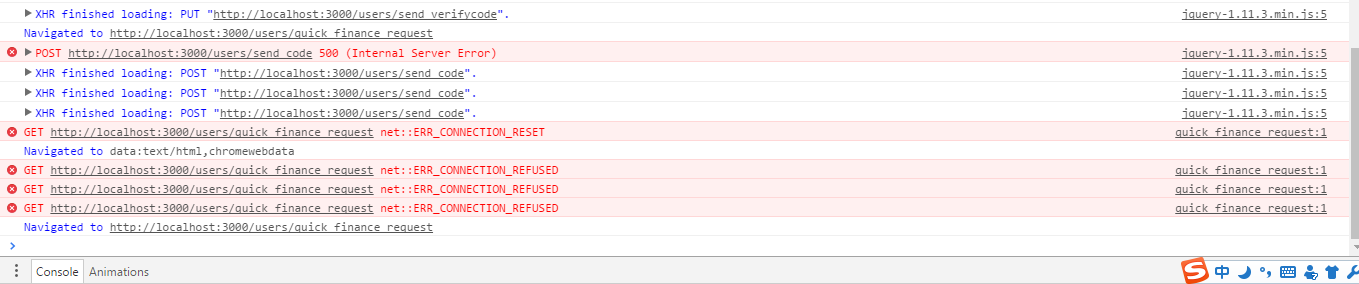 XHR finished loading: PUT "http://localhost:3000/users/send_verifycode". jquery-1.11.3.min.js:5
Navigated to http://localhost:3000/users/quick_finance_request
POST http://localhost:3000/users/send_code 500 (Internal Server Error) jquery-1.11.3.min.js:5
XHR finished loading: POST "http://localhost:3000/users/send_code". jquery-1.11.3.min.js:5
XHR finished loading: POST "http://localhost:3000/users/send_code". jquery-1.11.3.min.js:5
XHR finished loading: POST "http://localhost:3000/users/send_code". jquery-1.11.3.min.js:5
GET http://localhost:3000/users/quick_finance_request net::ERR_CONNECTION_RESET quick_finance_request:1
Navigated to data:text/html,chromewebdata
GET http://localhost:3000/users/quick_finance_request net::ERR_CONNECTION_REFUSED quick_finance_request:1
GET http://localhost:3000/users/quick_finance_request net::ERR_CONNECTION_REFUSED quick_finance_request:1
GET http://localhost:3000/users/quick_finance_request net::ERR_CONNECTION_REFUSED quick_finance_request:1
Navigated to http://localhost:3000/users/quick_finance_request
Console Animations
S 中